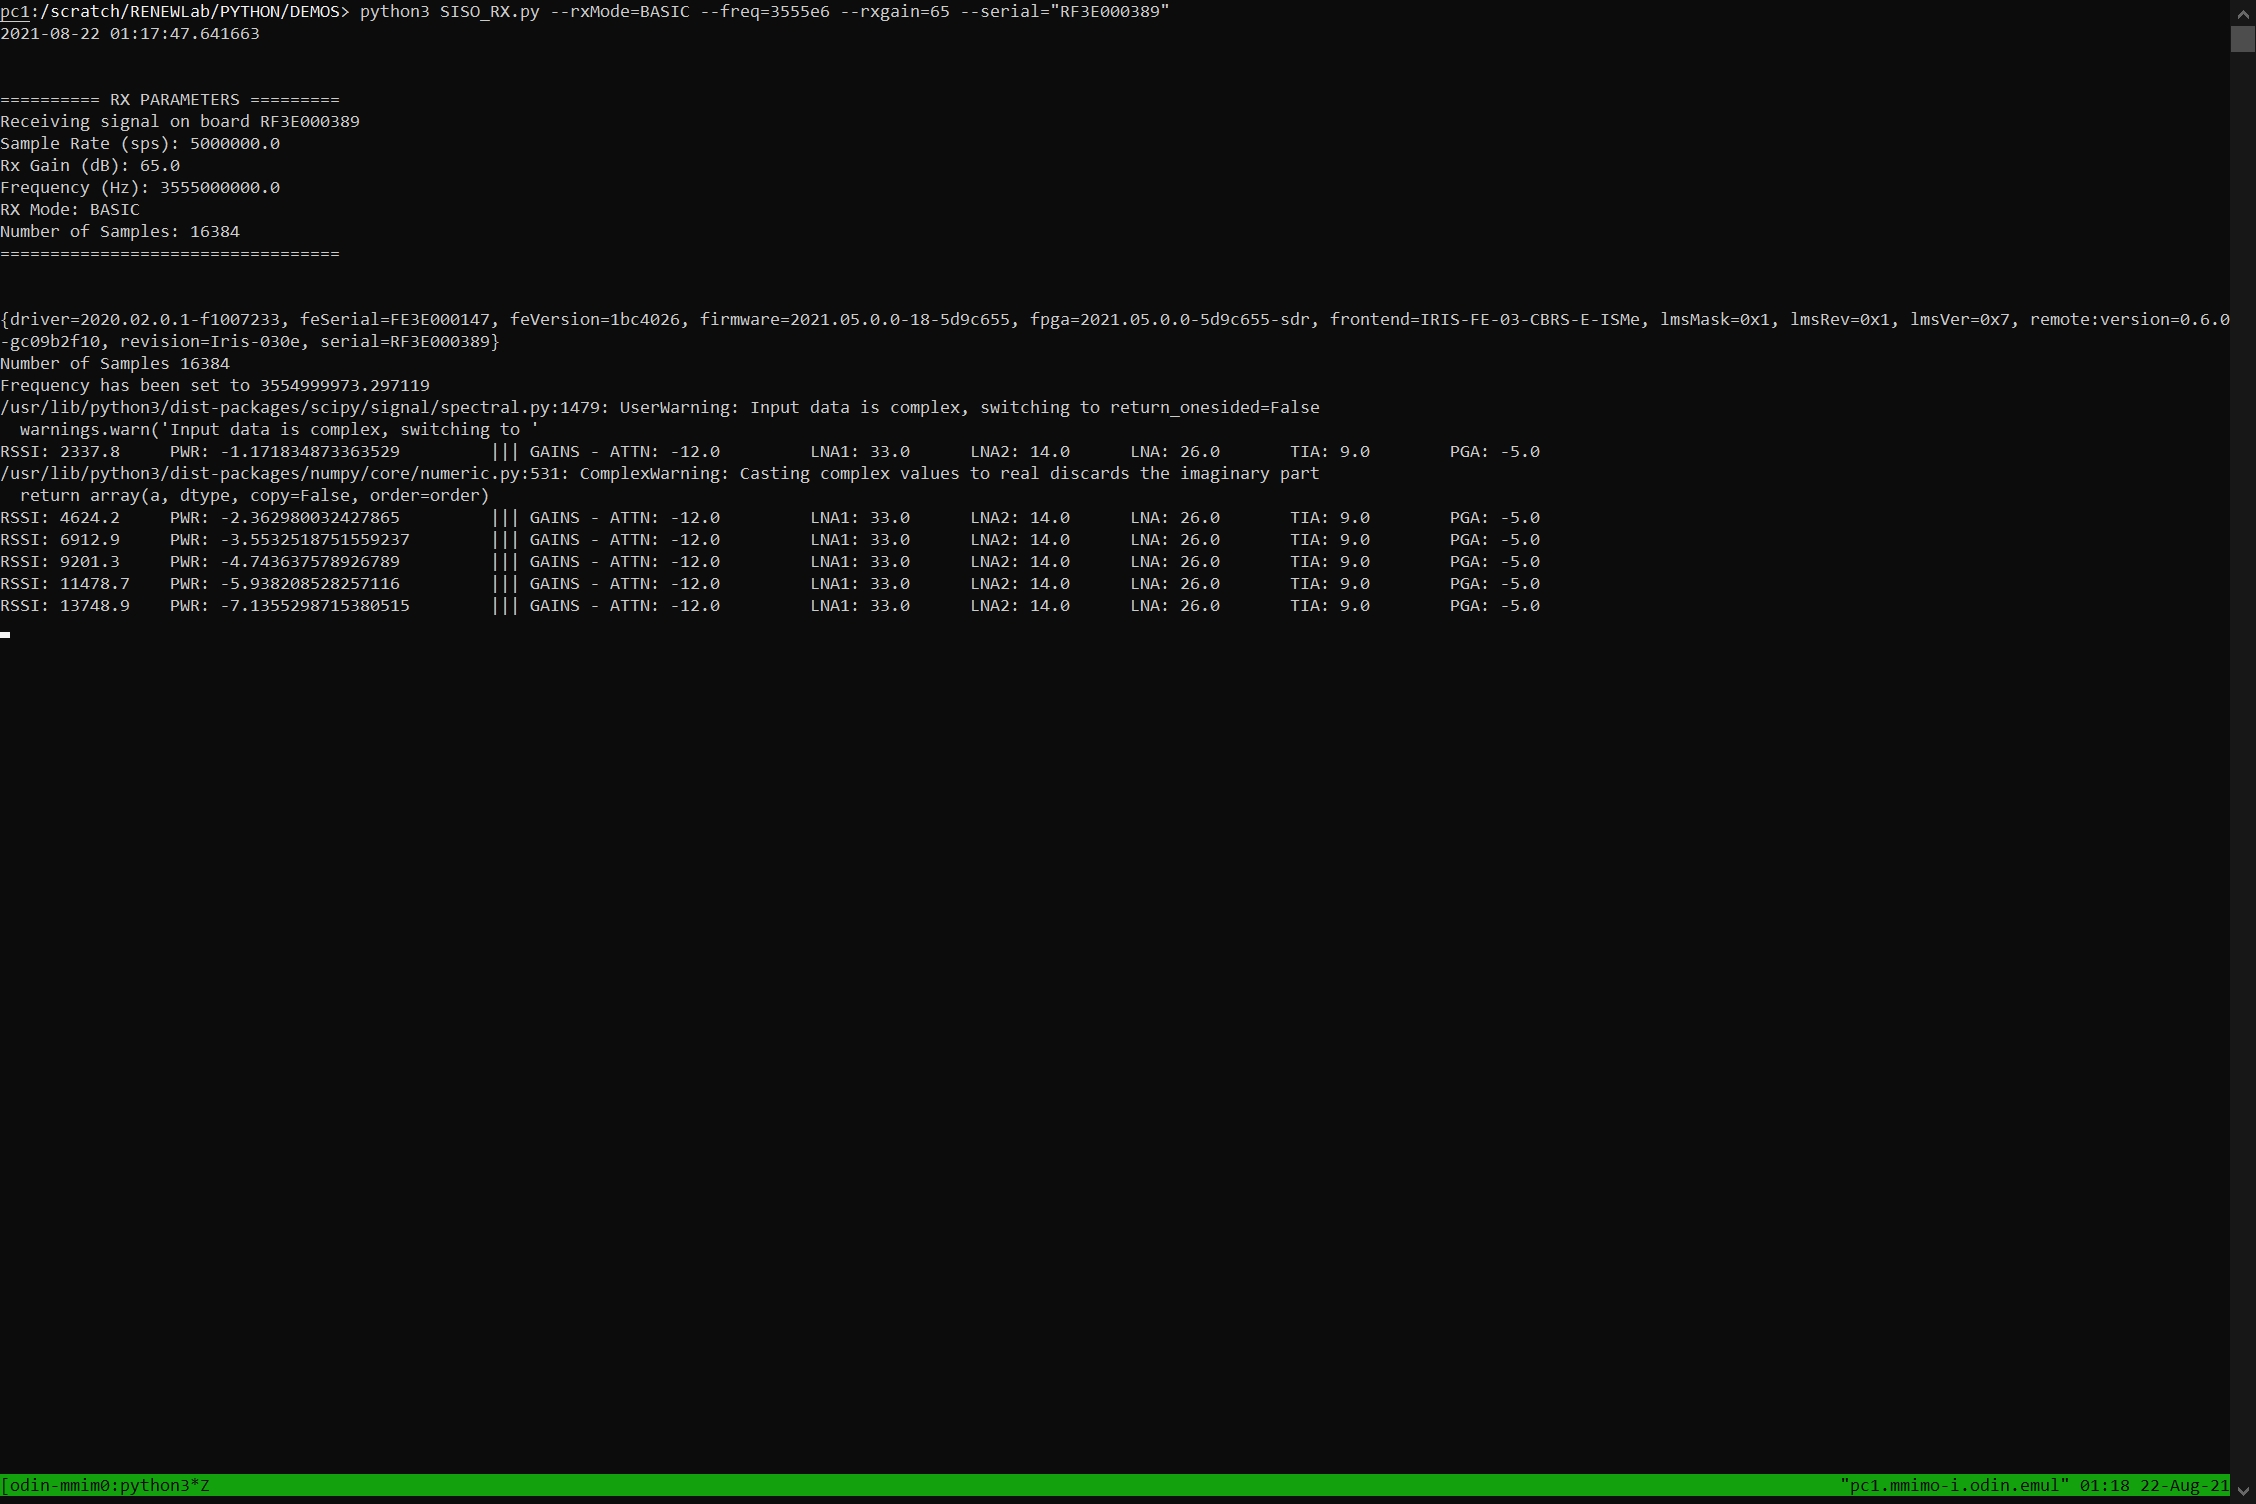 pc1:/scratch/RENEWLab/PYTHON/DEMOS> python3 SISO_RX.py --rxMode=BASIC --freq=3555e6 --rxgain=65 --serial="RF3E000389"
2021-08-22 01:17:47.641663
========== RX PARAMETERS =========
Receiving signal on board RF3E000389
Sample Rate (sps): 5000000.0
Rx Gain (dB): 65.0
Frequency (Hz): 3555000000.0
RX Mode: BASIC
Number of Samples: 16384
==================================
{driver=2020.02.0.1-f1007233, feSerial=FE3E000147, feVersion=1bc4026, firmware=2021.05.0.0-18-5d9c655, fpga=2021.05.0.0-5d9c655-sdr, frontend=IRIS-FE-03-CBRS-E-ISMe, lmsMask=0x1, lmsRev=0x1, lmsVer=0x7, remote:version=0.6.0
-gc09b2f10, revision=Iris-030e, serial=RF3E000389}
Number of Samples 16384
Frequency has been set to 3554999973.297119
/usr/lib/python3/dist-packages/scipy/signal/spectral.py:1479: UserWarning: Input data is complex, switching to return_onesided=False
  warnings.warn('Input data is complex, switching to '
RSSI: 2337.8     PWR: -1.171834873363529         ||| GAINS - ATTN: -12.0         LNA1: 33.0      LNA2: 14.0      LNA: 26.0       TIA: 9.0        PGA: -5.0
/usr/lib/python3/dist-packages/numpy/core/numeric.py:531: ComplexWarning: Casting complex values to real discards the imaginary part
  return array(a, dtype, copy=False, order=order)
RSSI: 4624.2     PWR: -2.362980032427865         ||| GAINS - ATTN: -12.0         LNA1: 33.0      LNA2: 14.0      LNA: 26.0       TIA: 9.0        PGA: -5.0
RSSI: 6912.9     PWR: -3.5532518751559237        ||| GAINS - ATTN: -12.0         LNA1: 33.0      LNA2: 14.0      LNA: 26.0       TIA: 9.0        PGA: -5.0
RSSI: 9201.3     PWR: -4.743637578926789         ||| GAINS - ATTN: -12.0         LNA1: 33.0      LNA2: 14.0      LNA: 26.0       TIA: 9.0        PGA: -5.0
RSSI: 11478.7    PWR: -5.938208528257116         ||| GAINS - ATTN: -12.0         LNA1: 33.0      LNA2: 14.0      LNA: 26.0       TIA: 9.0        PGA: -5.0
RSSI: 13748.9    PWR: -7.1355298715380515        ||| GAINS - ATTN: -12.0         LNA1: 33.0      LNA2: 14.0      LNA: 26.0       TIA: 9.0        PGA: -5.0
[odin-mmim0:python3*Z "pc1.mmimo-i.odin.emul" 01:18 22-Aug-21